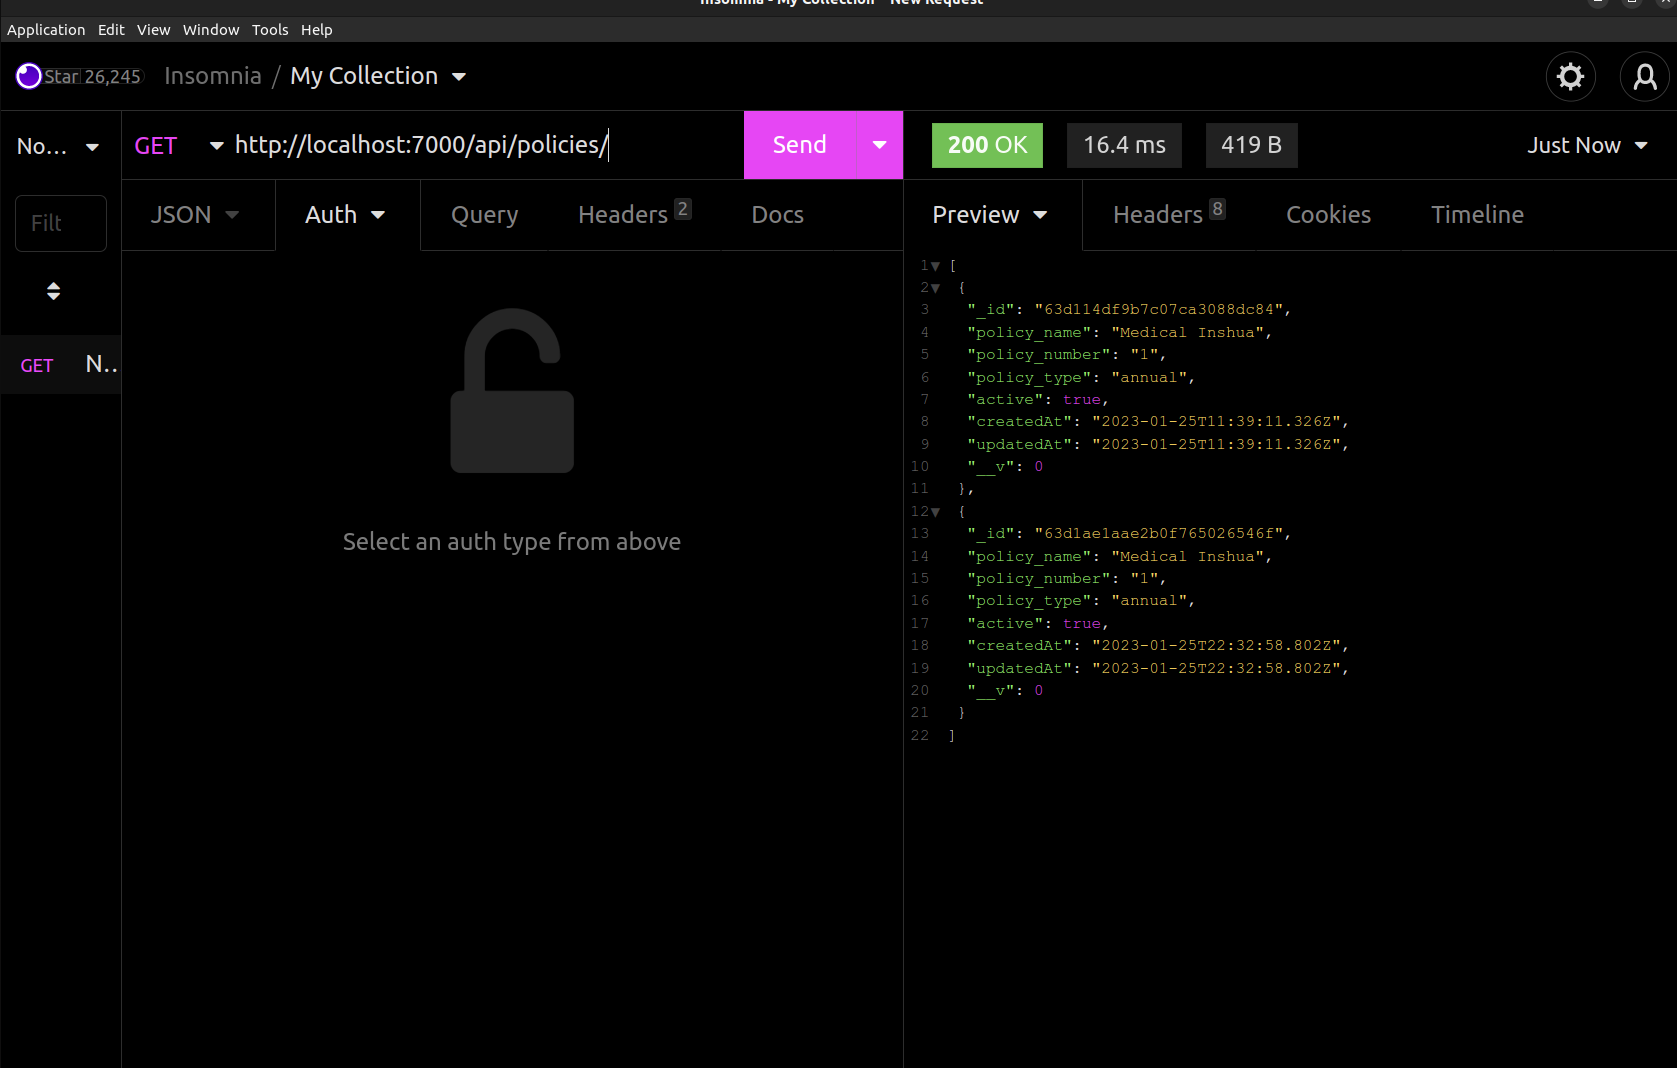 Insomnia - My Collection - New Request
Application Edit View Window Tools Help
Star 26,245 Insomnia / My Collection
No... GET http://localhost:7000/api/policies/ Send 200 OK 16.4 ms 419 B Just Now
Filt JSON Auth Query Headers 2 Docs Preview Headers 8 Cookies Timeline
GET N..
Select an auth type from above
1 [
2 {
3 "_id": "63d114df9b7c07ca3088dc84",
4 "policy_name": "Medical Inshua",
5 "policy_number": "1",
6 "policy_type": "annual",
7 "active": true,
8 "createdAt": "2023-01-25T11:39:11.326Z",
9 "updatedAt": "2023-01-25T11:39:11.326Z",
10 "__v": 0
11 },
12 {
13 "_id": "63d1ae1aae2b0f765026546f",
14 "policy_name": "Medical Inshua",
15 "policy_number": "1",
16 "policy_type": "annual",
17 "active": true,
18 "createdAt": "2023-01-25T22:32:58.802Z",
19 "updatedAt": "2023-01-25T22:32:58.802Z",
20 "__v": 0
21 }
22 ]